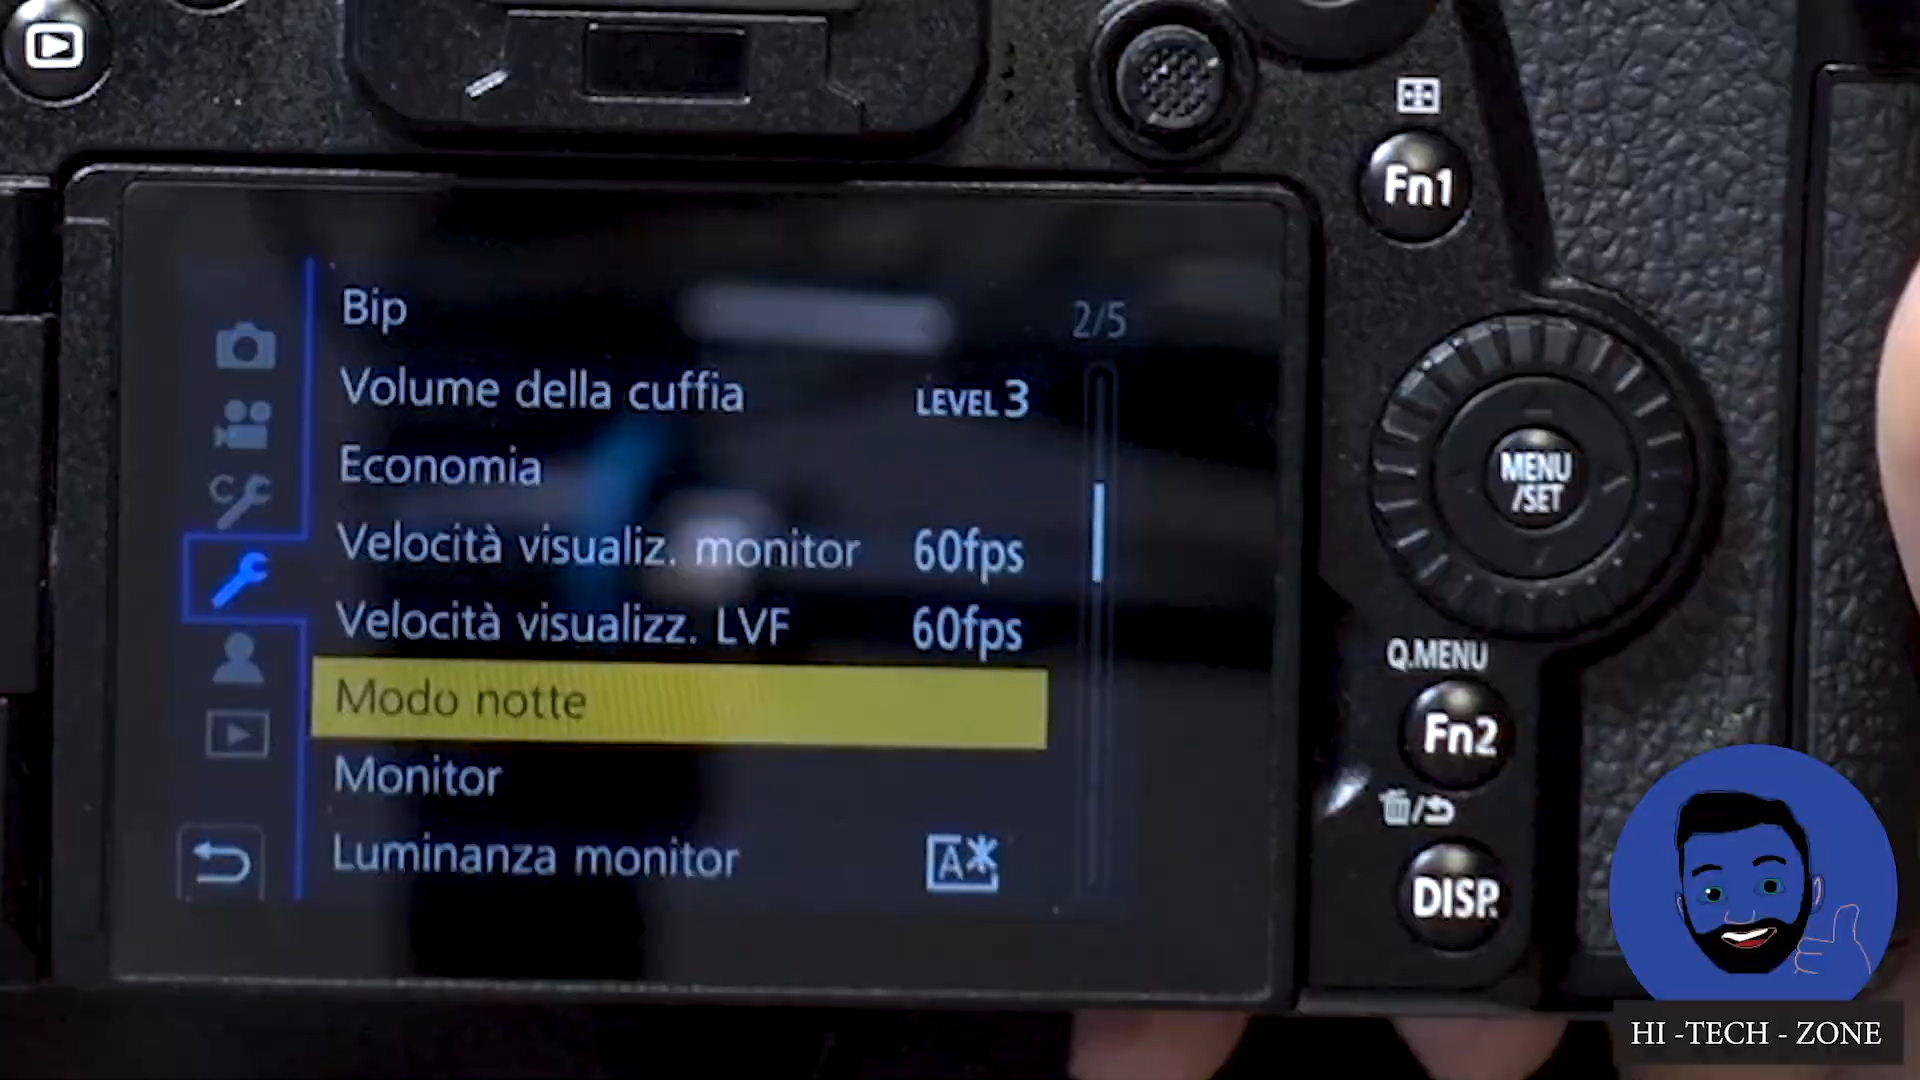 Fn1
Bip
2/5
Volume della cuffia LEVEL 3
Economia
Velocità visualiz. monitor 60fps
MENU
/SET
Velocità visualizz. LVF 60fps
Q.MENU
Modo notte
Fn2
Monitor
Luminanza monitor A*
DISP.
HI -TECH - ZONE